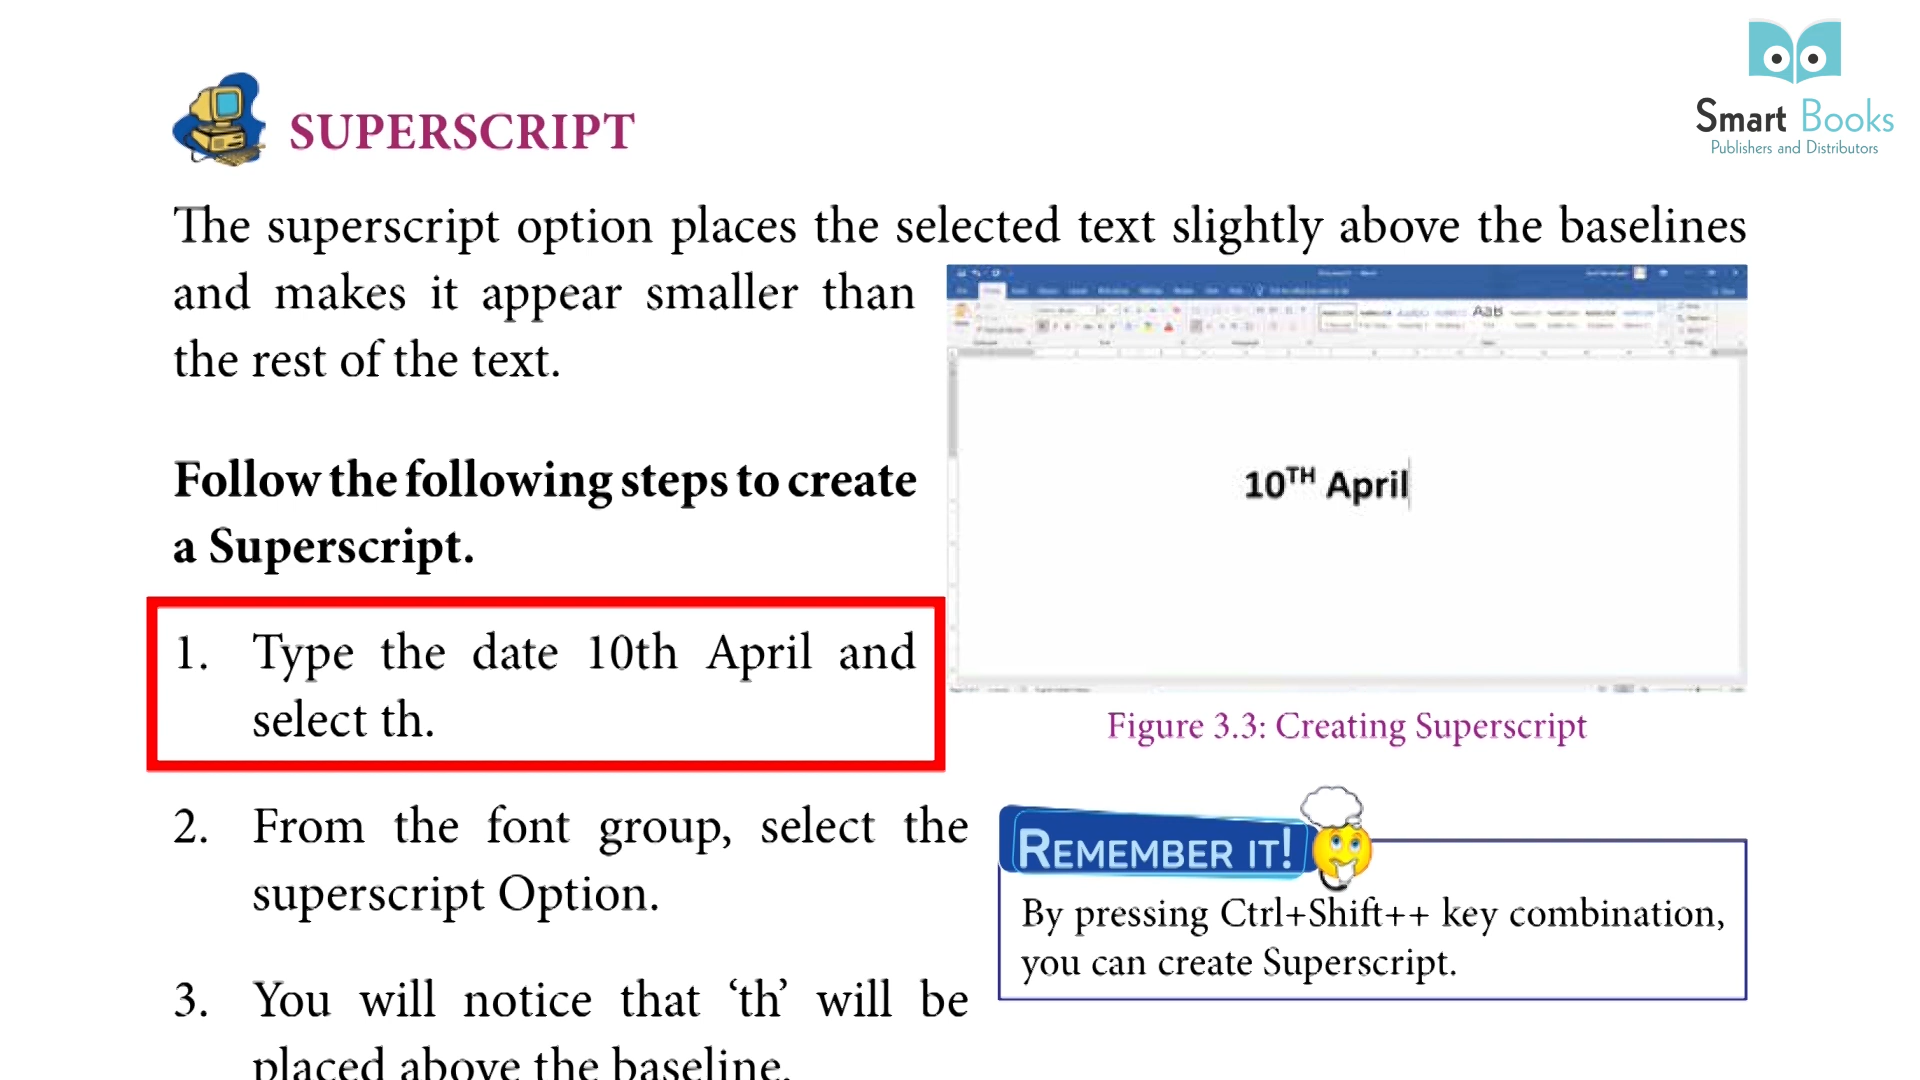 Smart Books
Publishers and Distributors
SUPERSCRIPT
The superscript option places the selected text slightly above the baselines
and makes it appear smaller than
the rest of the text.
Follow the following steps to create
a Superscript.
1. Type the date 10th April and
select th.
2. From the font group, select the
superscript Option.
3. You will notice that ‘th’ will be
placed above the baseline.
10TH April
Figure 3.3: Creating Superscript
REMEMBER IT!
By pressing Ctrl+Shift++ key combination,
you can create Superscript.